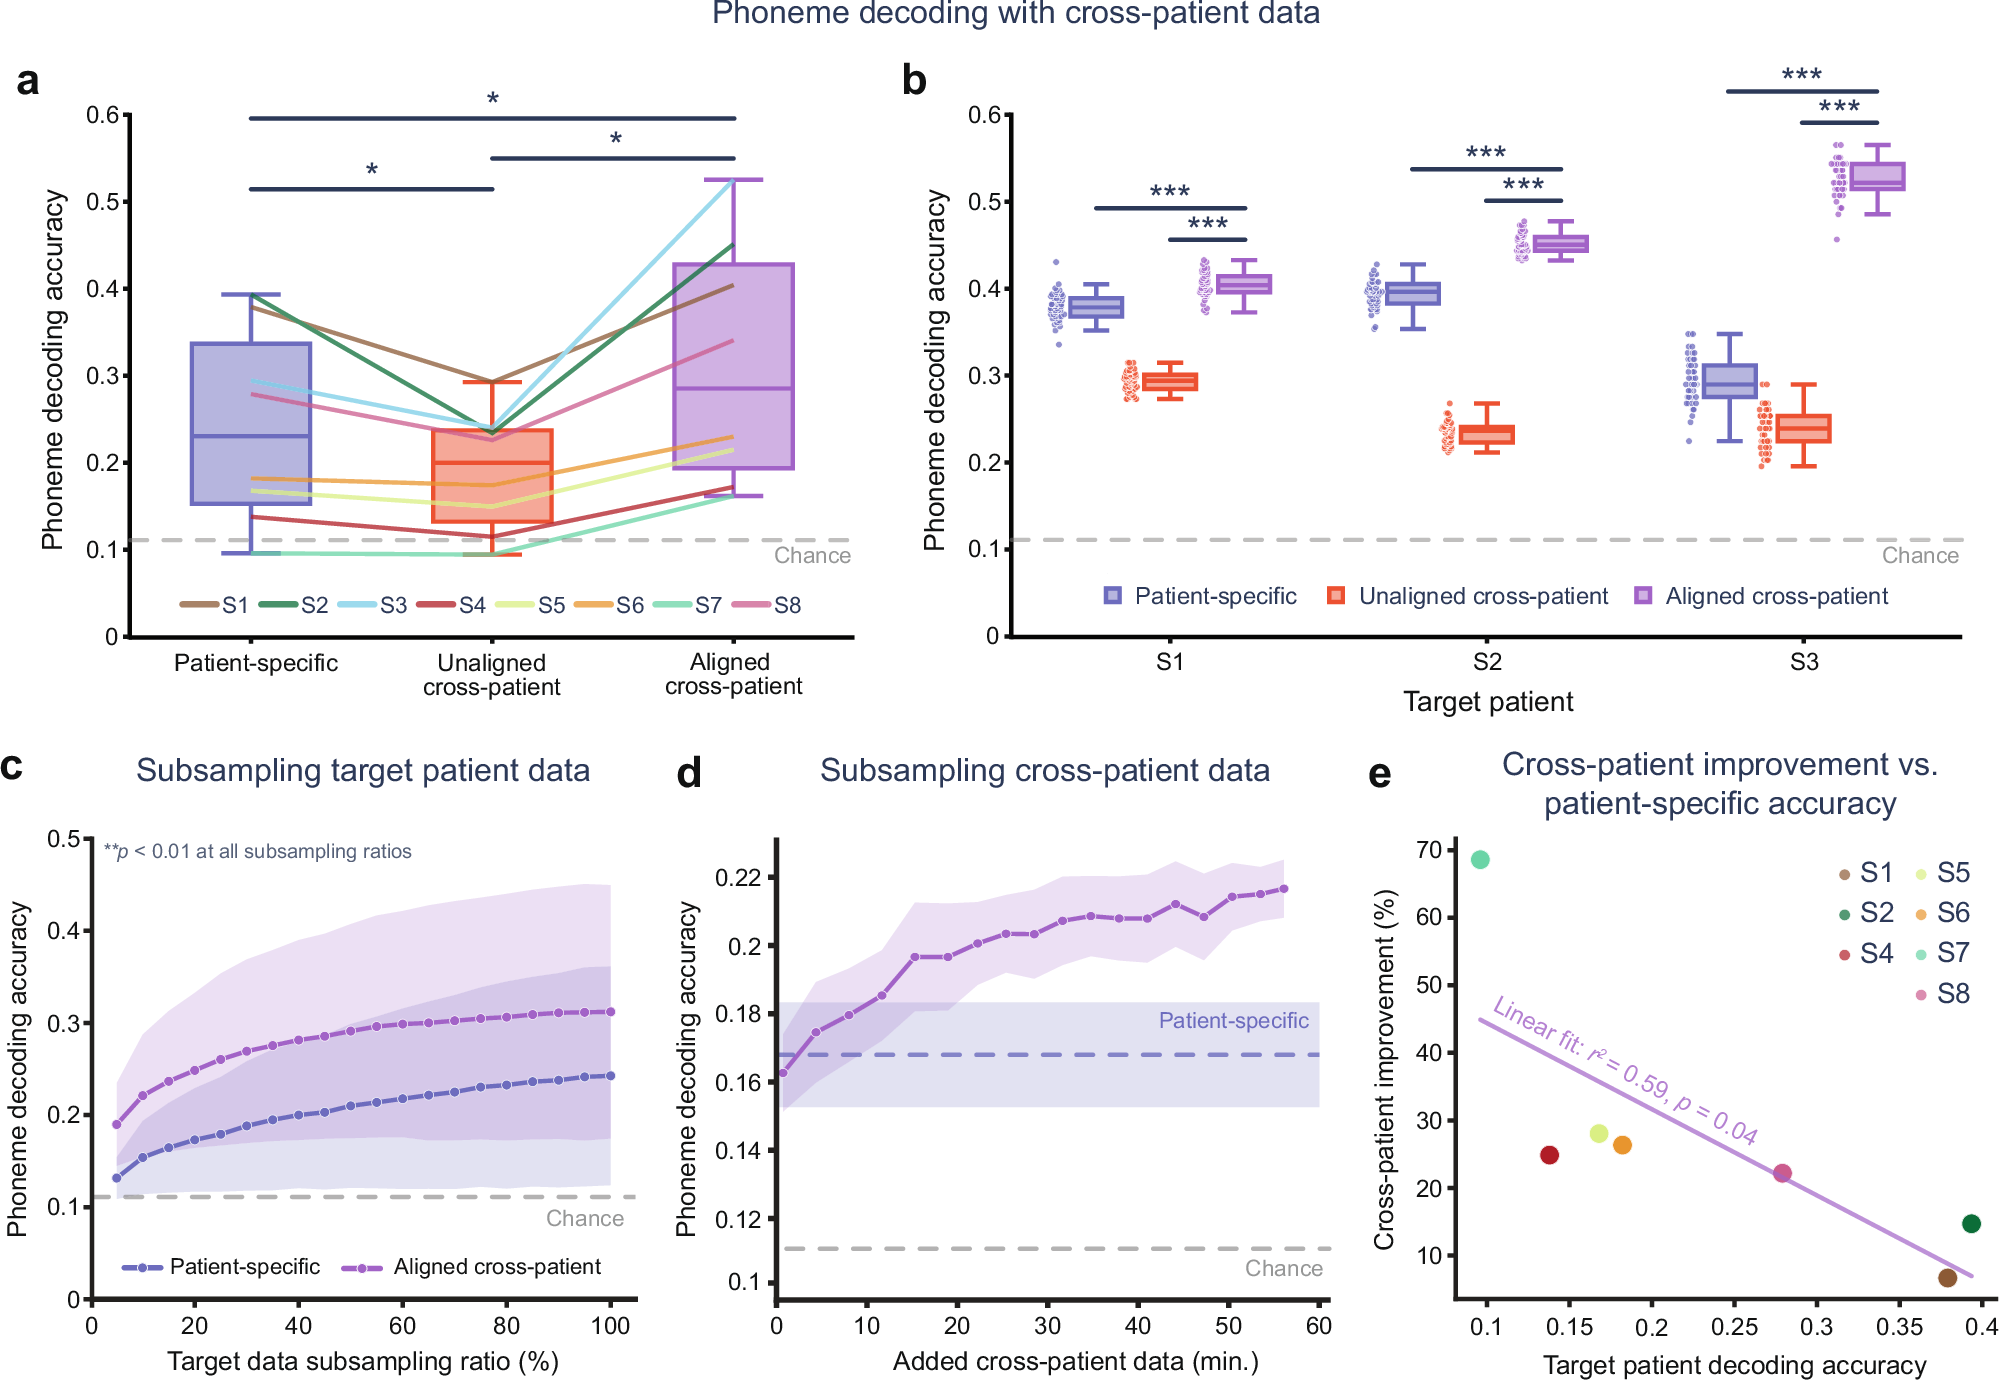 Phoneme decoding with cross-patient data
a
Phoneme decoding accuracy
0.6
0.5
0.4
0.3
0.2
0.1
0
*
*
*
Chance
S1 S2 S3 S4 S5 S6 S7 S8
Patient-specific
Unaligned
cross-patient
Aligned
cross-patient
b
Phoneme decoding accuracy
0.6
0.5
0.4
0.3
0.2
0.1
0
***
***
***
***
***
***
Chance
Patient-specific Unaligned cross-patient Aligned cross-patient
S1 S2 S3
Target patient
c
Subsampling target patient data
Phoneme decoding accuracy
0.5
0.4
0.3
0.2
0.1
0
**p < 0.01 at all subsampling ratios
Chance
Patient-specific Aligned cross-patient
0 20 40 60 80 100
Target data subsampling ratio (%)
d
Subsampling cross-patient data
Phoneme decoding accuracy
0.22
0.2
0.18
0.16
0.14
0.12
0.1
Patient-specific
Chance
0 10 20 30 40 50 60
Added cross-patient data (min.)
e
Cross-patient improvement vs.
patient-specific accuracy
Cross-patient improvement (%)
70
60
50
40
30
20
10
S1 S5
S2 S6
S4 S7
S8
Linear fit: r² = 0.59, p = 0.04
0.1 0.15 0.2 0.25 0.3 0.35 0.4
Target patient decoding accuracy